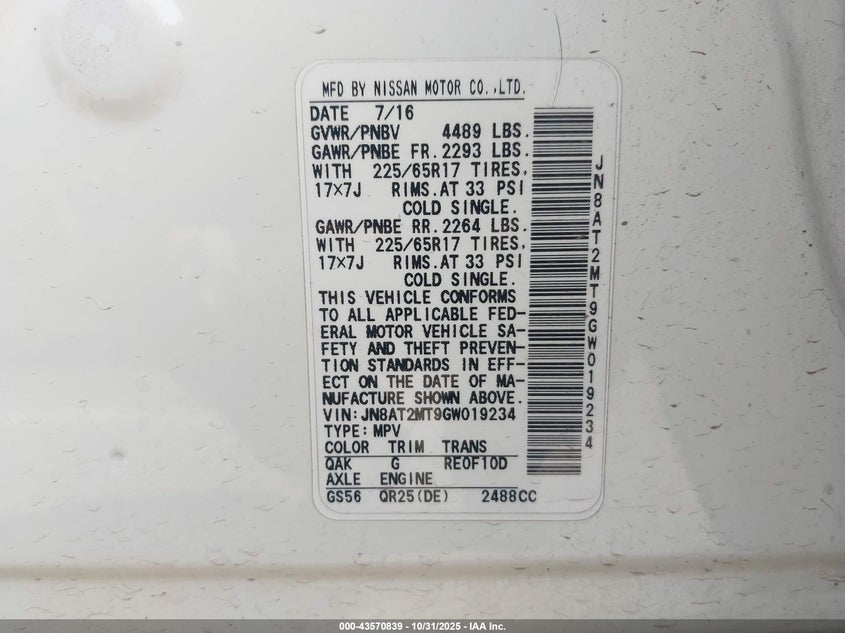 MFD BY NISSAN MOTOR CO.,LTD.
DATE 7/16
GVWR/PNBV 4489 LBS.
GAWR/PNBE FR. 2293 LBS.
WITH 225/65R17 TIRES,
17×7J RIMS.AT 33 PSI
COLD SINGLE.
GAWR/PNBE RR. 2264 LBS.
WITH 225/65R17 TIRES,
17×7J RIMS.AT 33 PSI
COLD SINGLE.
THIS VEHICLE CONFORMS
TO ALL APPLICABLE FED-
ERAL MOTOR VEHICLE SA-
FETY AND THEFT PREVEN-
TION STANDARDS IN EFF-
ECT ON THE DATE OF MA-
NUFACTURE SHOWN ABOVE.
VIN:JN8AT2MT9GW019234
TYPE:MPV
COLOR TRIM TRANS
QAK G RE0F10D
AXLE ENGINE
GS56 QR25(DE) 2488CC
JN8AT2MT9GW019234
000-43570839 - 10/31/2025 - IAA Inc.